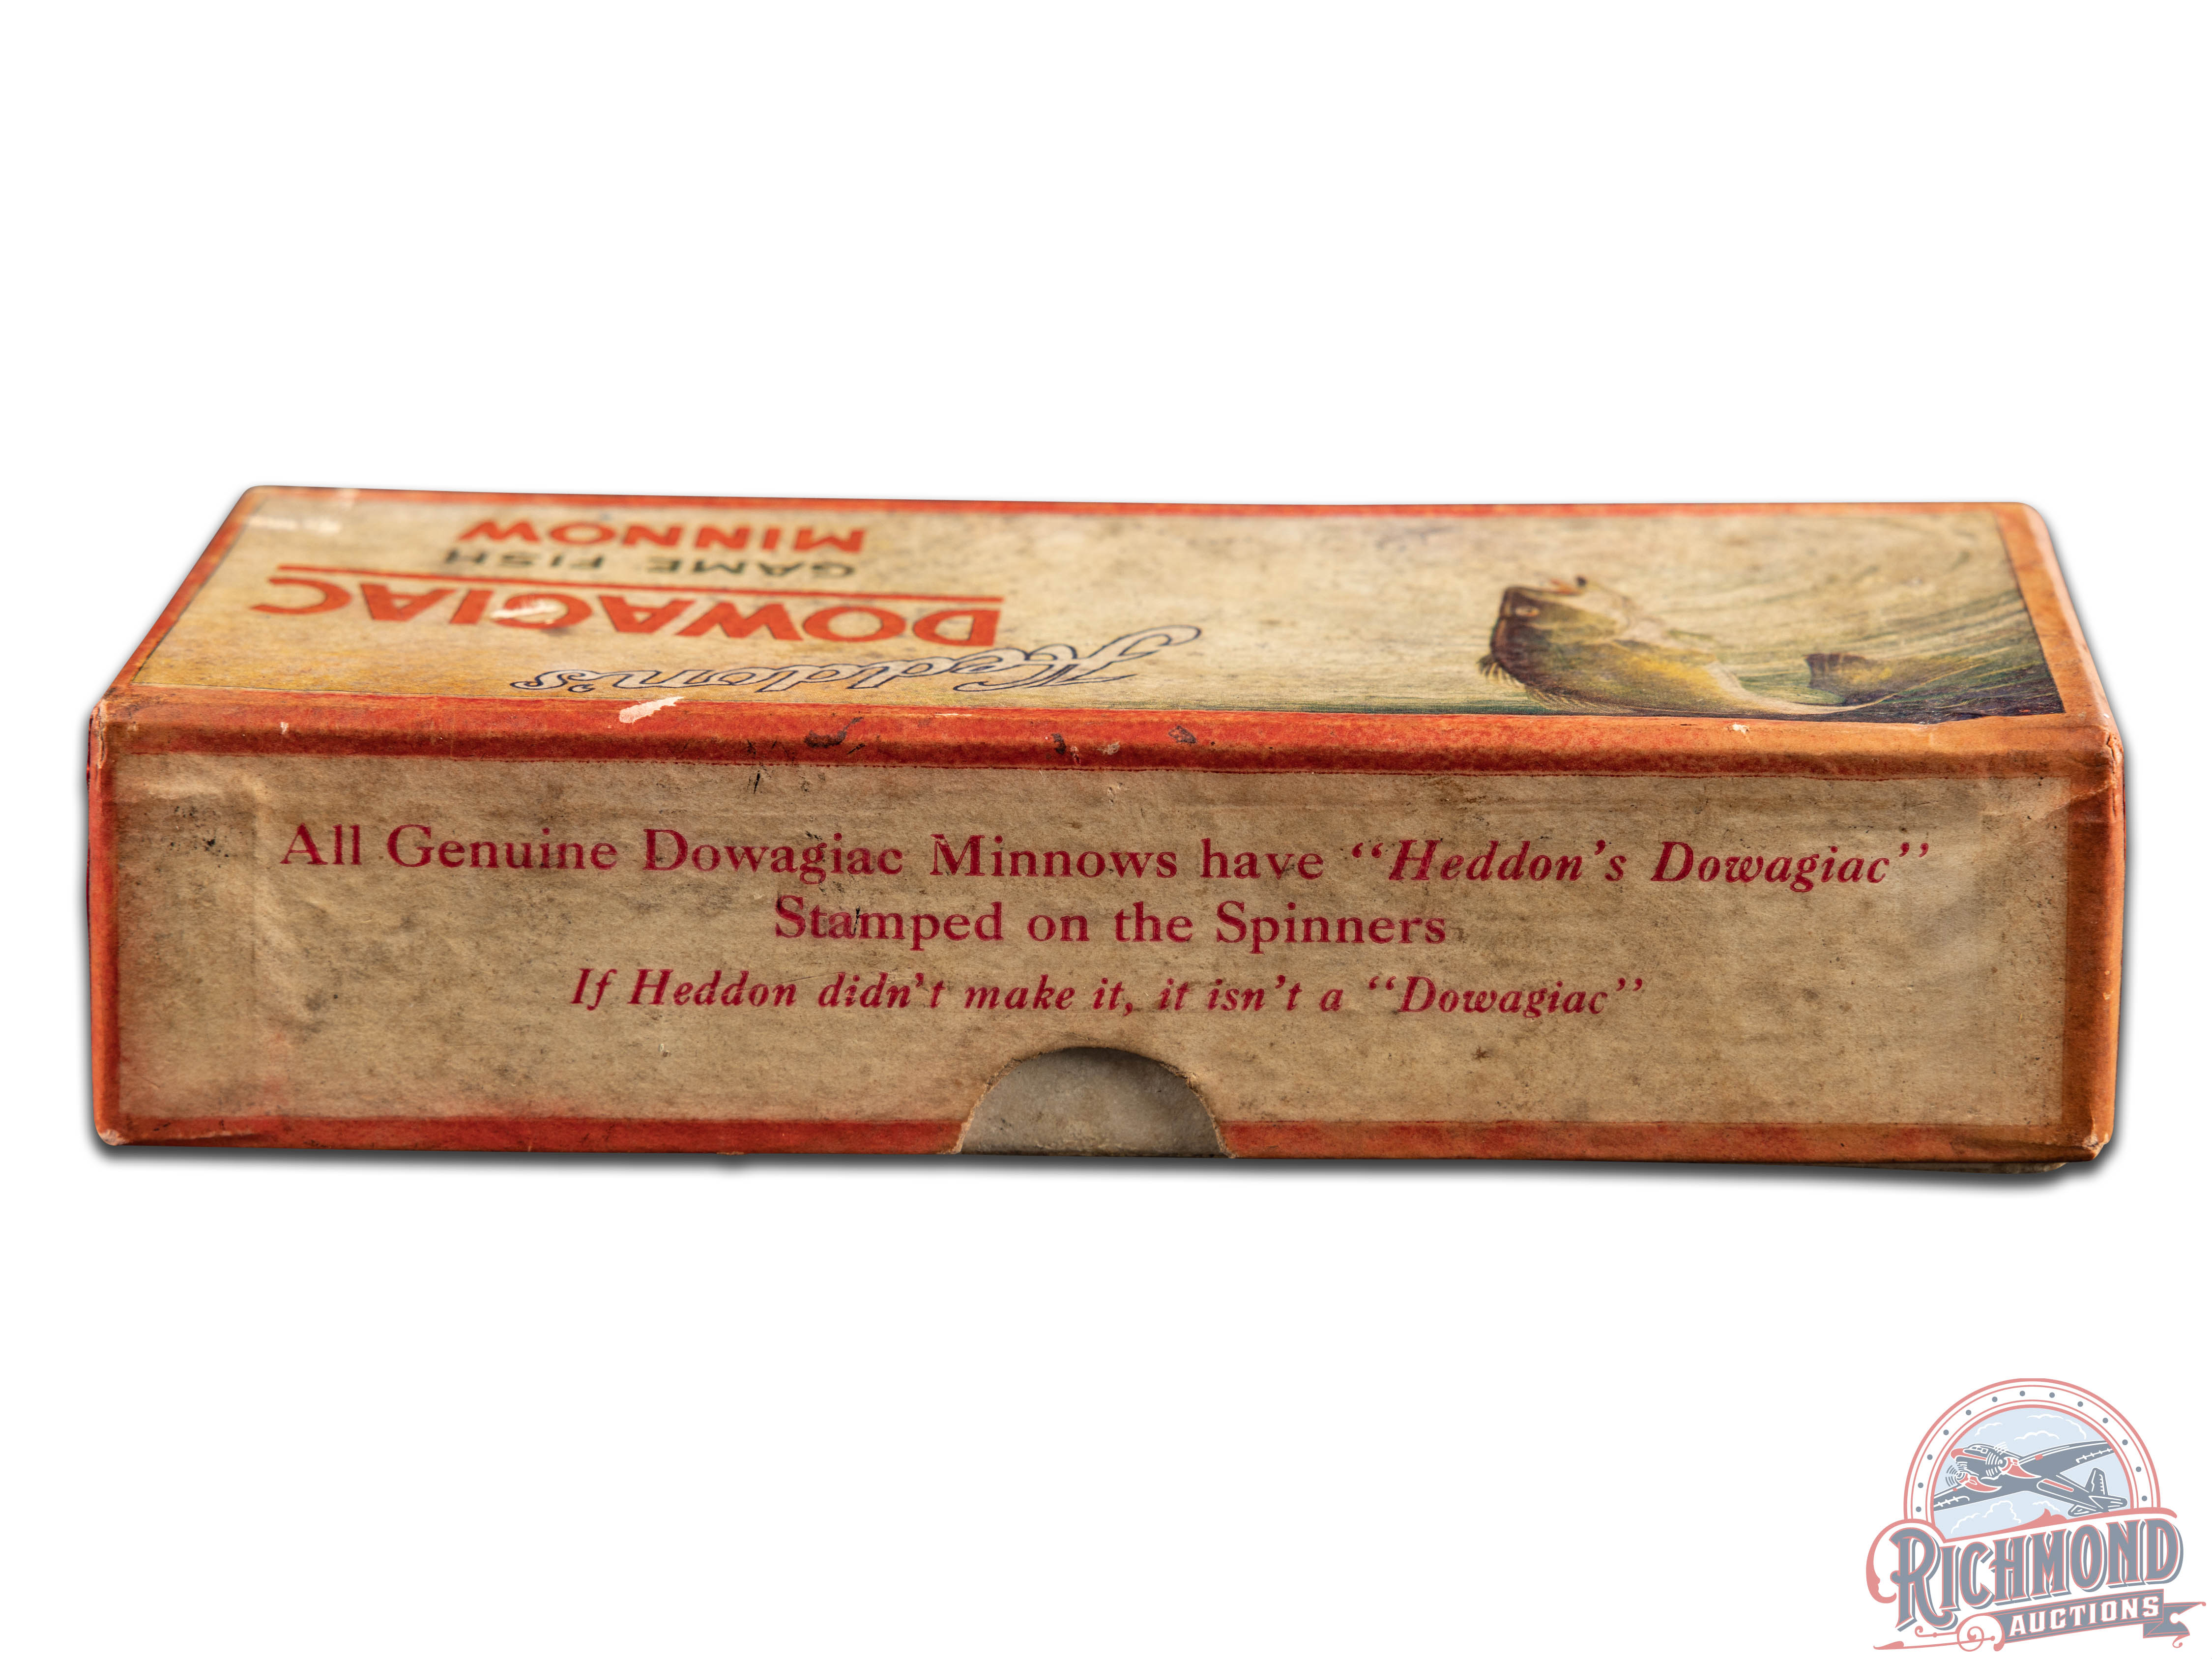 Heddon's
DOWAGIAC
GAME FISH
MINNOW
All Genuine Dowagiac Minnows have "Heddon's Dowagiac"
Stamped on the Spinners
If Heddon didn't make it, it isn't a "Dowagiac"
RICHMOND
AUCTIONS